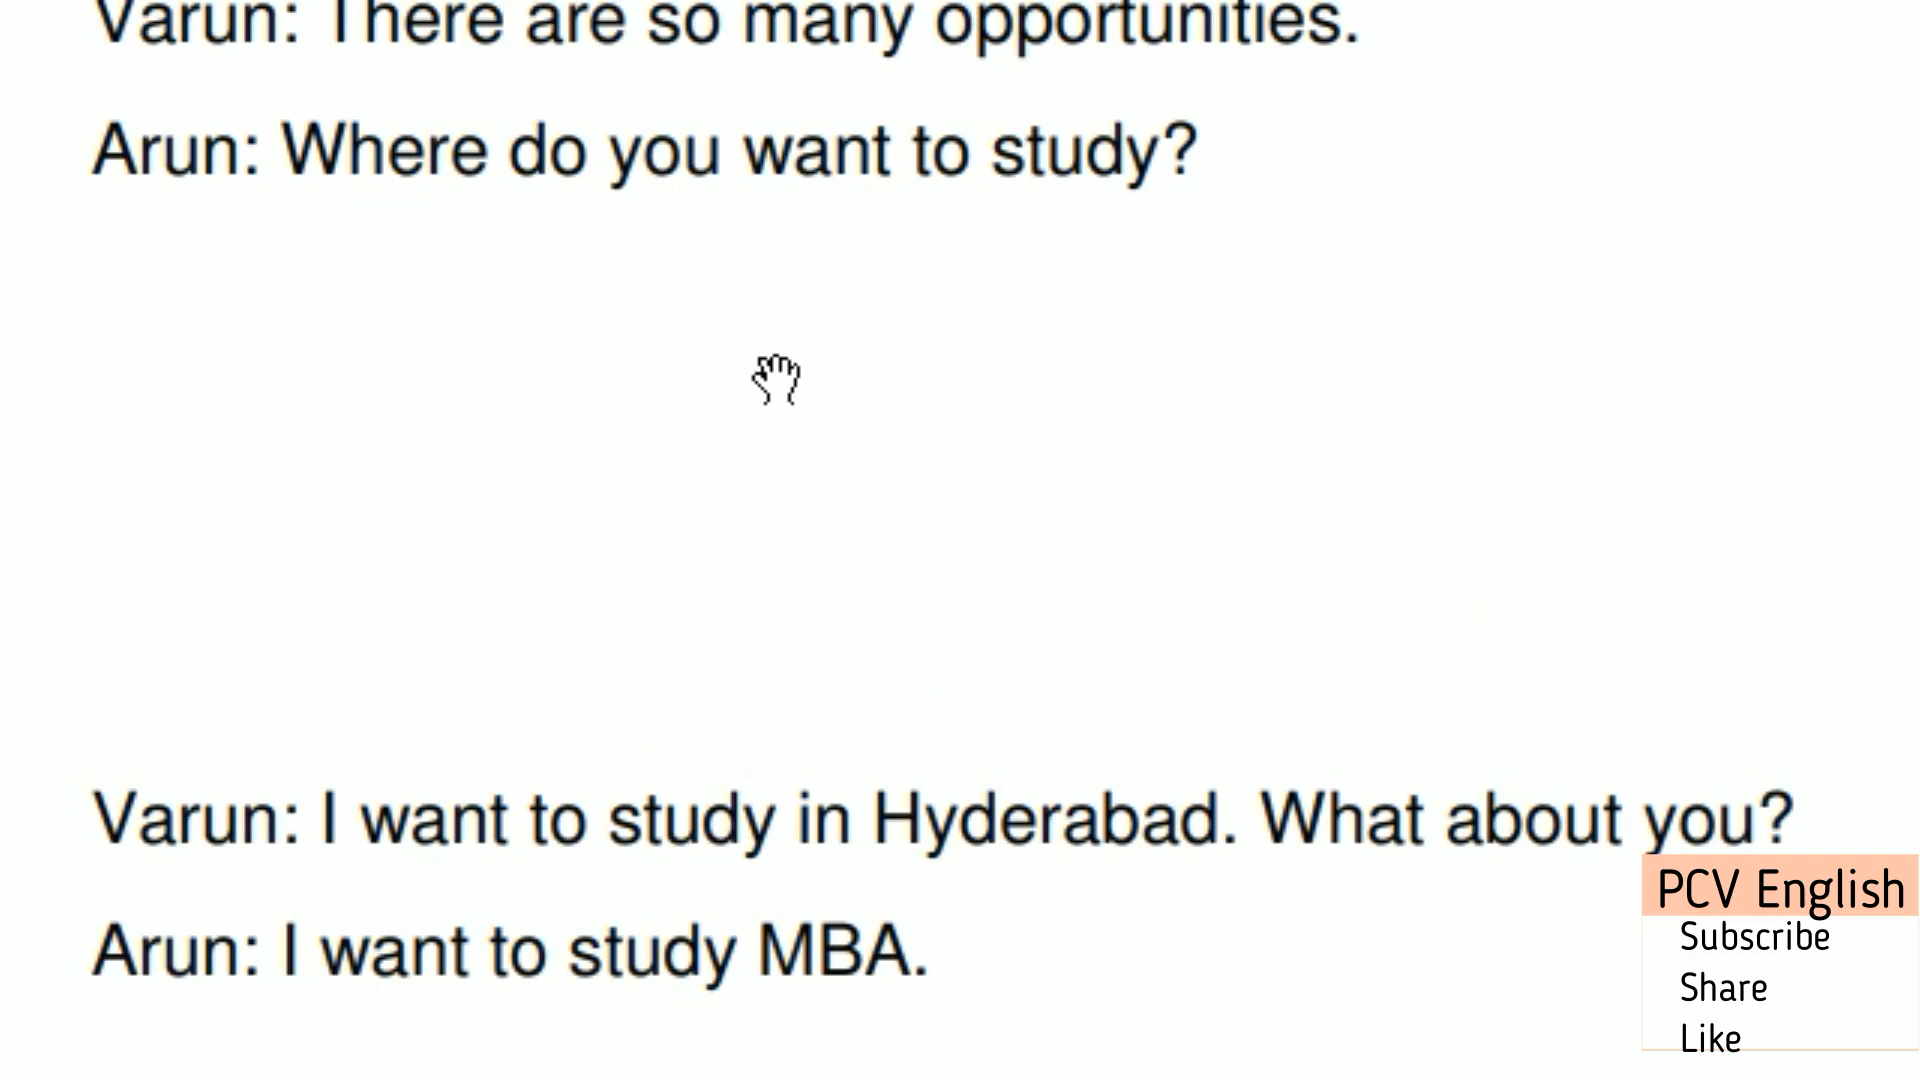 Varun: There are so many opportunities.
Arun: Where do you want to study?
Varun: I want to study in Hyderabad. What about you?
Arun: I want to study MBA.
PCV English
Subscribe
Share
Like